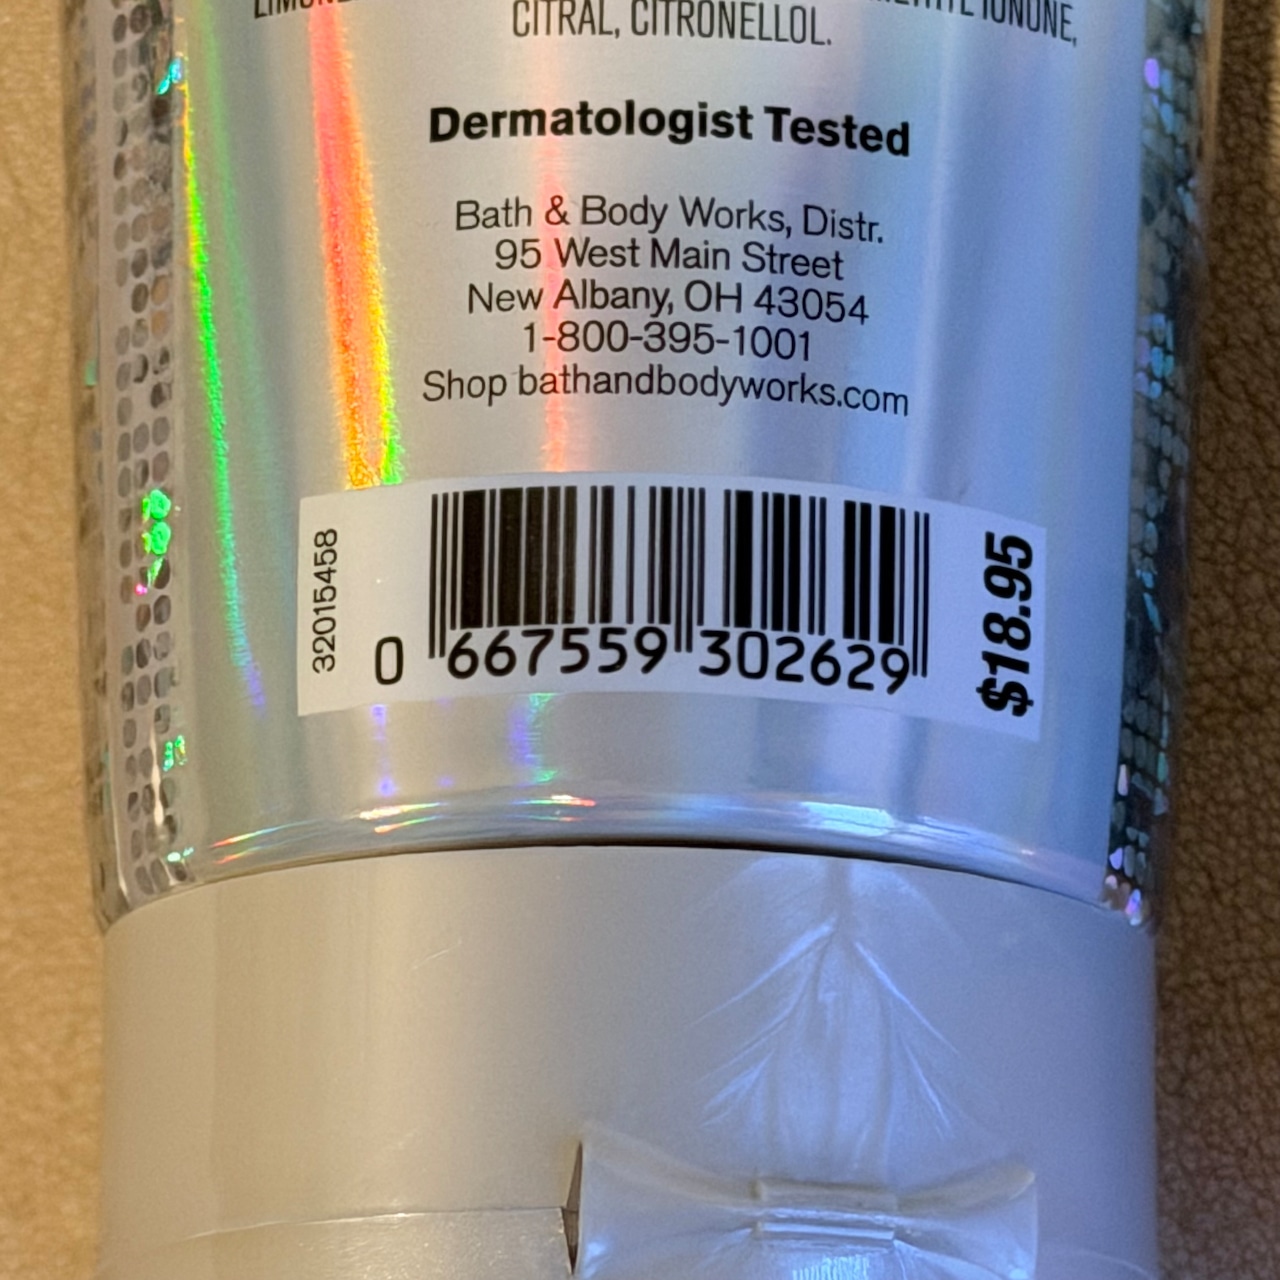 IONONE,
CITRAL, CITRONELLOL.
Dermatologist Tested
Bath & Body Works, Distr.
95 West Main Street
New Albany, OH 43054
1-800-395-1001
Shop bathandbodyworks.com
32015458
0 667559 302629
$18.95